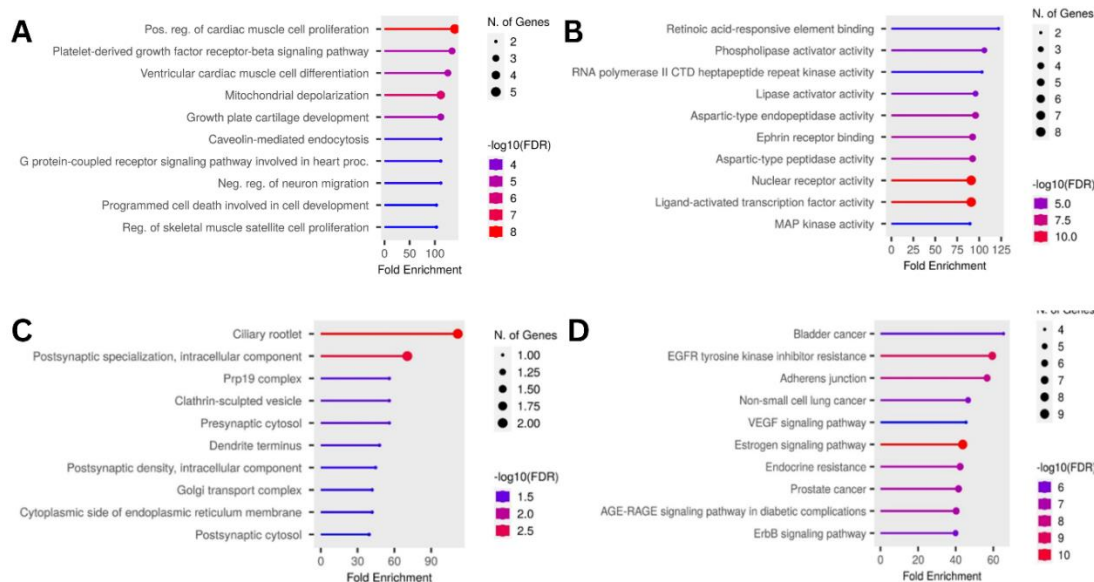 A
Pos. reg. of cardiac muscle cell proliferation
Platelet-derived growth factor receptor-beta signaling pathway
Ventricular cardiac muscle cell differentiation
Mitochondrial depolarization
Growth plate cartilage development
Caveolin-mediated endocytosis
G protein-coupled receptor signaling pathway involved in heart proc.
Neg. reg. of neuron migration
Programmed cell death involved in cell development
Reg. of skeletal muscle satellite cell proliferation
0 50 100
Fold Enrichment
N. of Genes
2
3
4
5
-log10(FDR)
4
5
6
7
8
B
Retinoic acid-responsive element binding
Phospholipase activator activity
RNA polymerase II CTD heptapeptide repeat kinase activity
Lipase activator activity
Aspartic-type endopeptidase activity
Ephrin receptor binding
Aspartic-type peptidase activity
Nuclear receptor activity
Ligand-activated transcription factor activity
MAP kinase activity
0 25 50 75 100 125
Fold Enrichment
N. of Genes
2
3
4
5
6
7
8
-log10(FDR)
5.0
7.5
10.0
C
Ciliary rootlet
Postsynaptic specialization, intracellular component
Prp19 complex
Clathrin-sculpted vesicle
Presynaptic cytosol
Dendrite terminus
Postsynaptic density, intracellular component
Golgi transport complex
Cytoplasmic side of endoplasmic reticulum membrane
Postsynaptic cytosol
0 30 60 90
Fold Enrichment
N. of Genes
1.00
1.25
1.50
1.75
2.00
-log10(FDR)
1.5
2.0
2.5
D
Bladder cancer
EGFR tyrosine kinase inhibitor resistance
Adherens junction
Non-small cell lung cancer
VEGF signaling pathway
Estrogen signaling pathway
Endocrine resistance
Prostate cancer
AGE-RAGE signaling pathway in diabetic complications
ErbB signaling pathway
0 20 40 60
Fold Enrichment
N. of Genes
4
5
6
7
8
9
-log10(FDR)
6
7
8
9
10